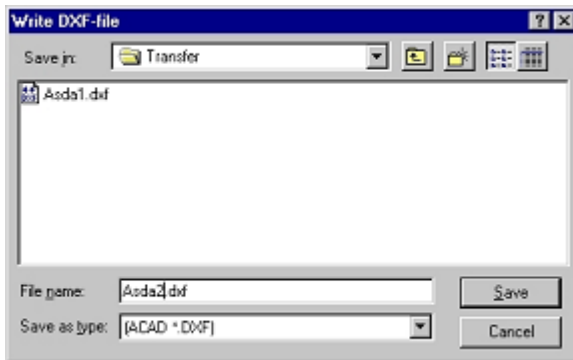 Write DXF-file
Save in: Transfer
Asda1.dxf
File name: Asda2.dxf Save
Save as type: (ACAD *.DXF) Cancel